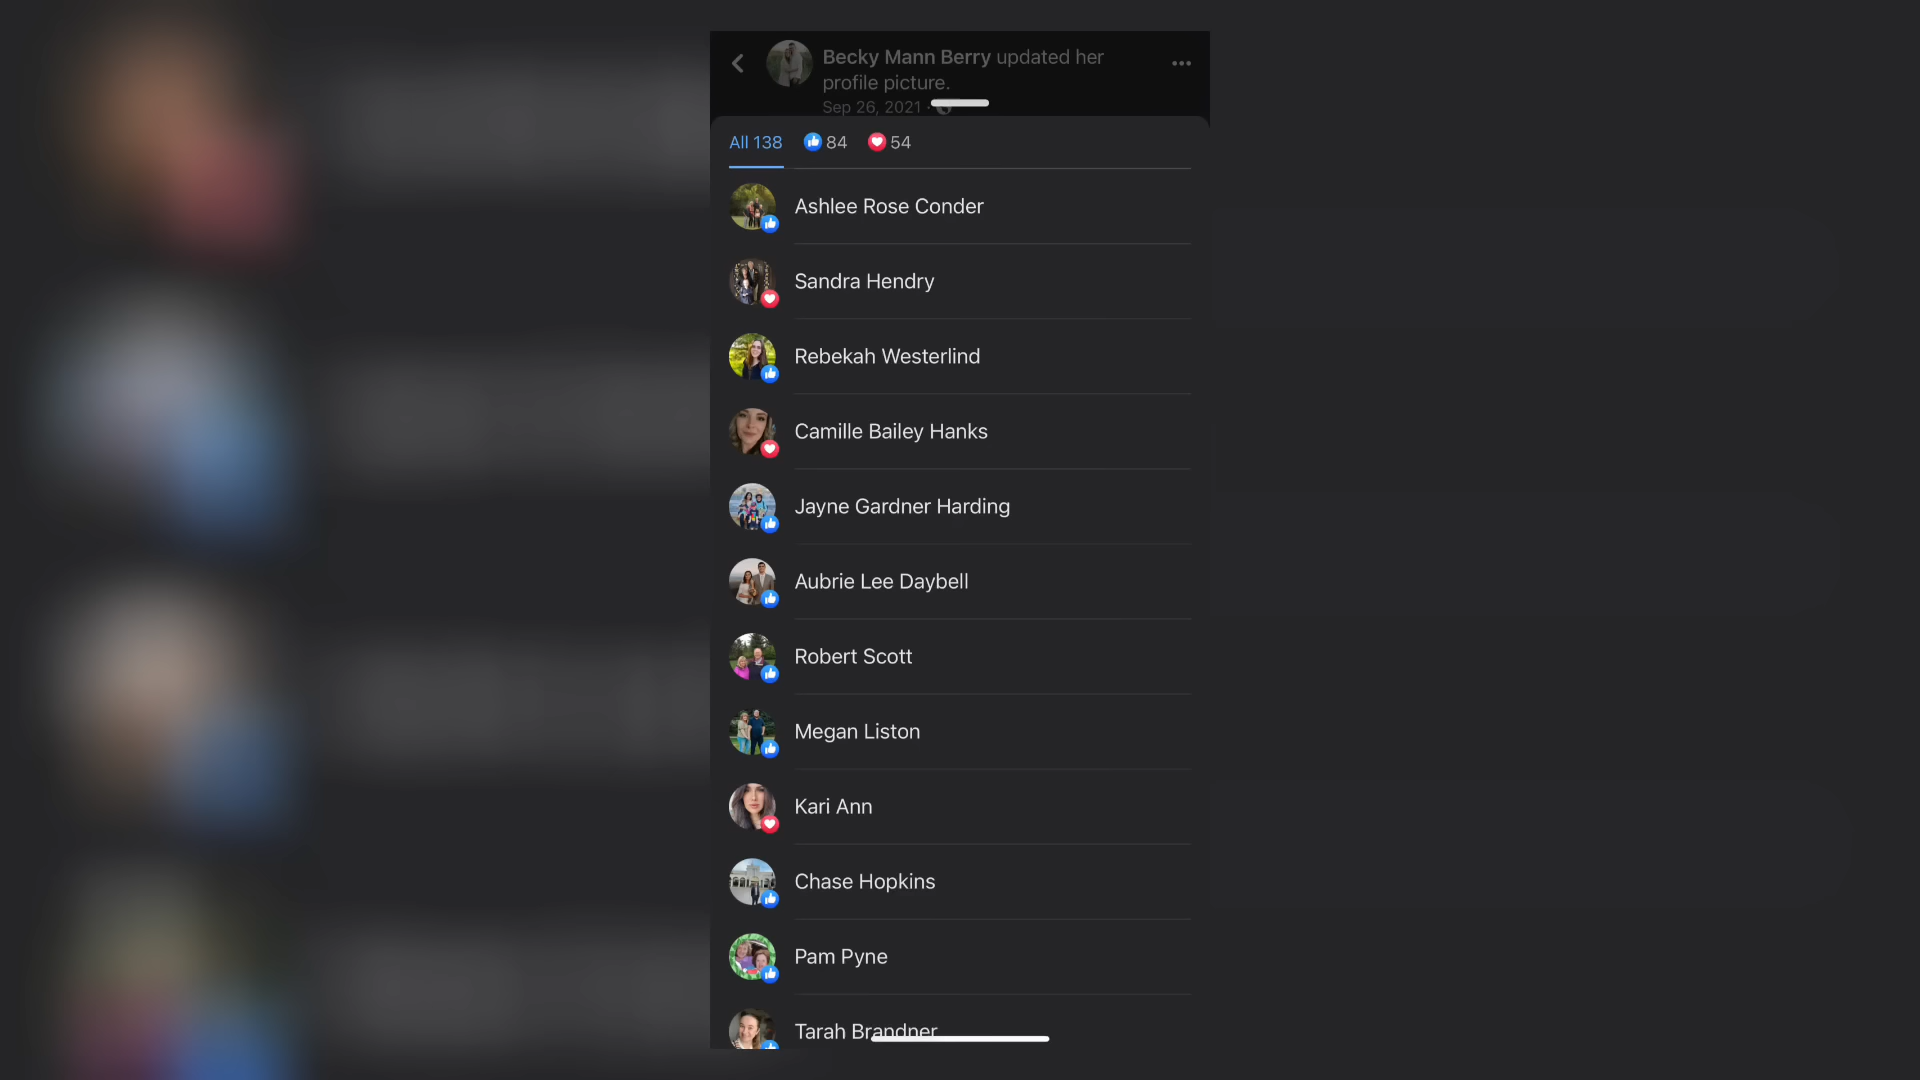 Becky Mann Berry updated her
profile picture.
Sep 26, 2021 ·
All 138 84 54
Ashlee Rose Conder
Sandra Hendry
Rebekah Westerlind
Camille Bailey Hanks
Jayne Gardner Harding
Aubrie Lee Daybell
Robert Scott
Megan Liston
Kari Ann
Chase Hopkins
Pam Pyne
Tarah Brandner